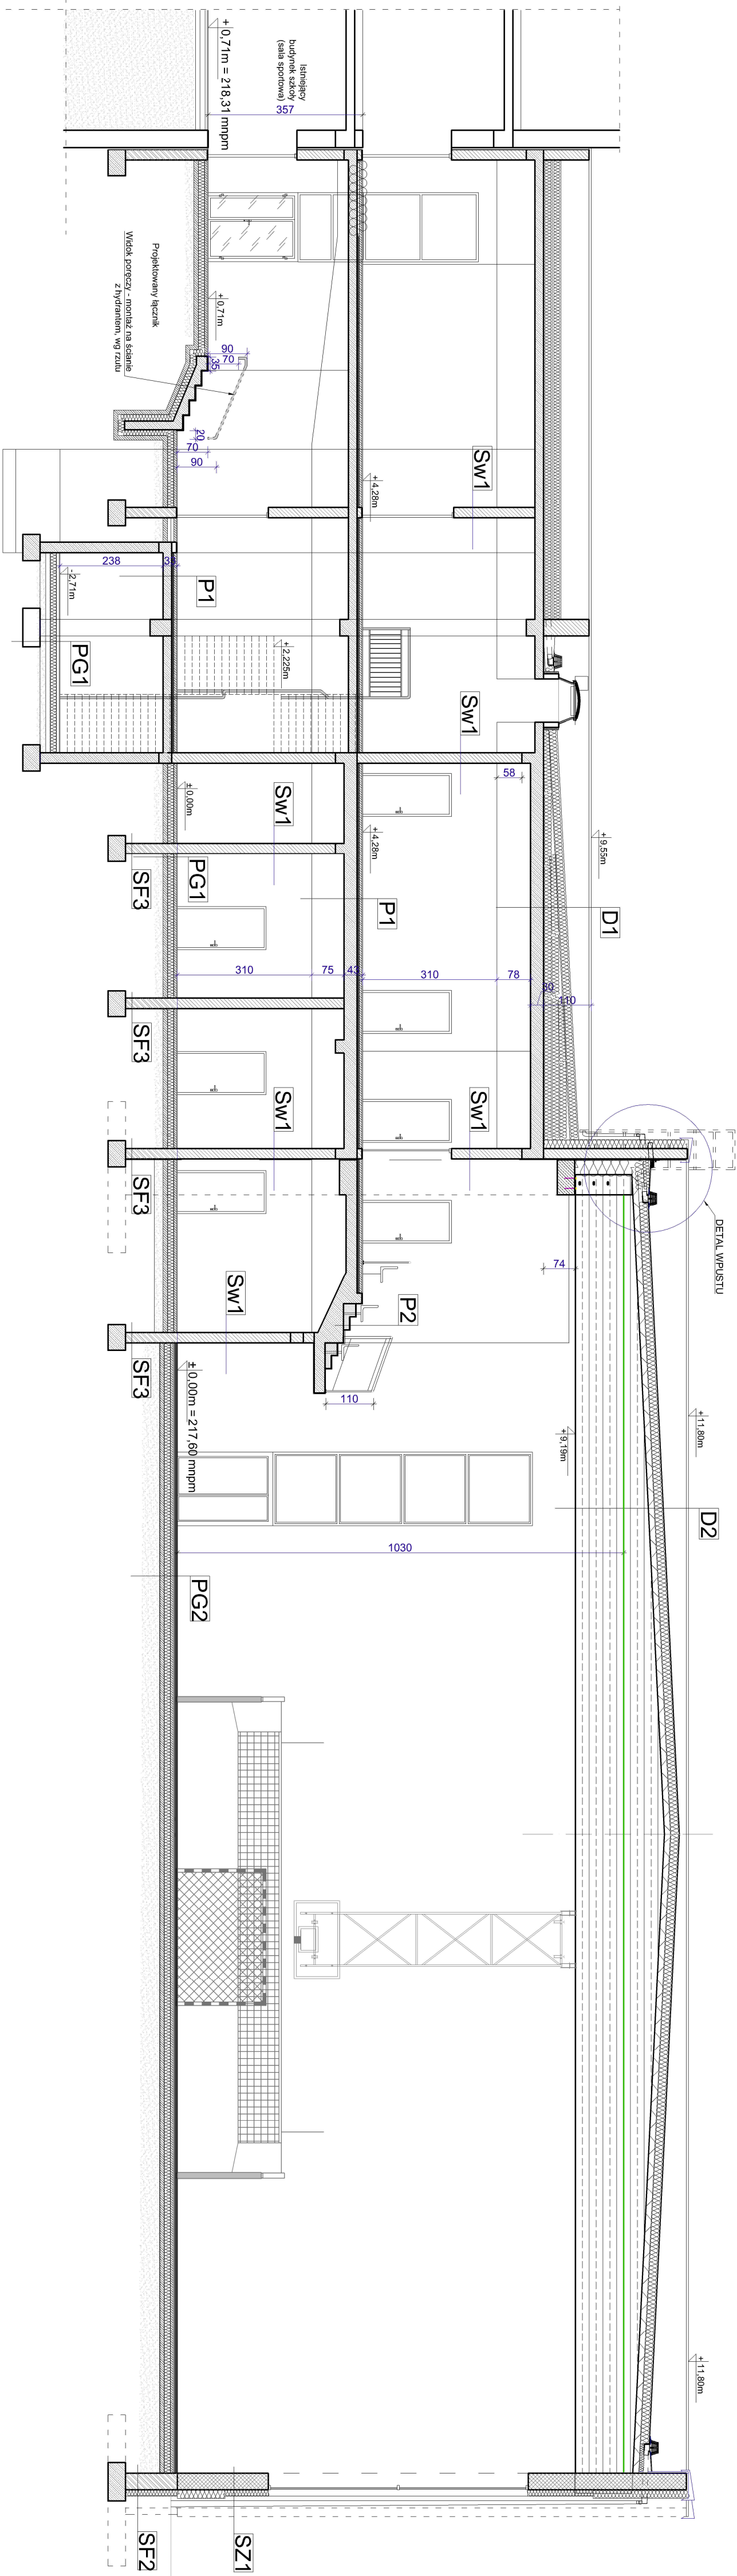 + 0,71m = 218,31 mnpm
Istniejący
budynek szkoły
(sala sportowa)
357
Projektowany łącznik
Widok poręczy - montaż na ścianie
z hydrantem, wg rzutu
+ 0,71m
90
70
35
20
70
90
Sw1
+ 4,28m
238
38
- 2,71m
P1
PG1
+ 2,225m
Sw1
58
± 0,00m
Sw1
+ 4,28m
+ 9,55m
SF3
PG1
P1
D1
310
75
43
310
78
30
110
SF3
Sw1
Sw1
SF3
DETAL WPUSTU
74
Sw1
P2
SF3
110
± 0,00m = 217,60 mnpm
+ 9,19m
+ 11,80m
D2
1030
PG2
+ 11,80m
SF2
SZ1